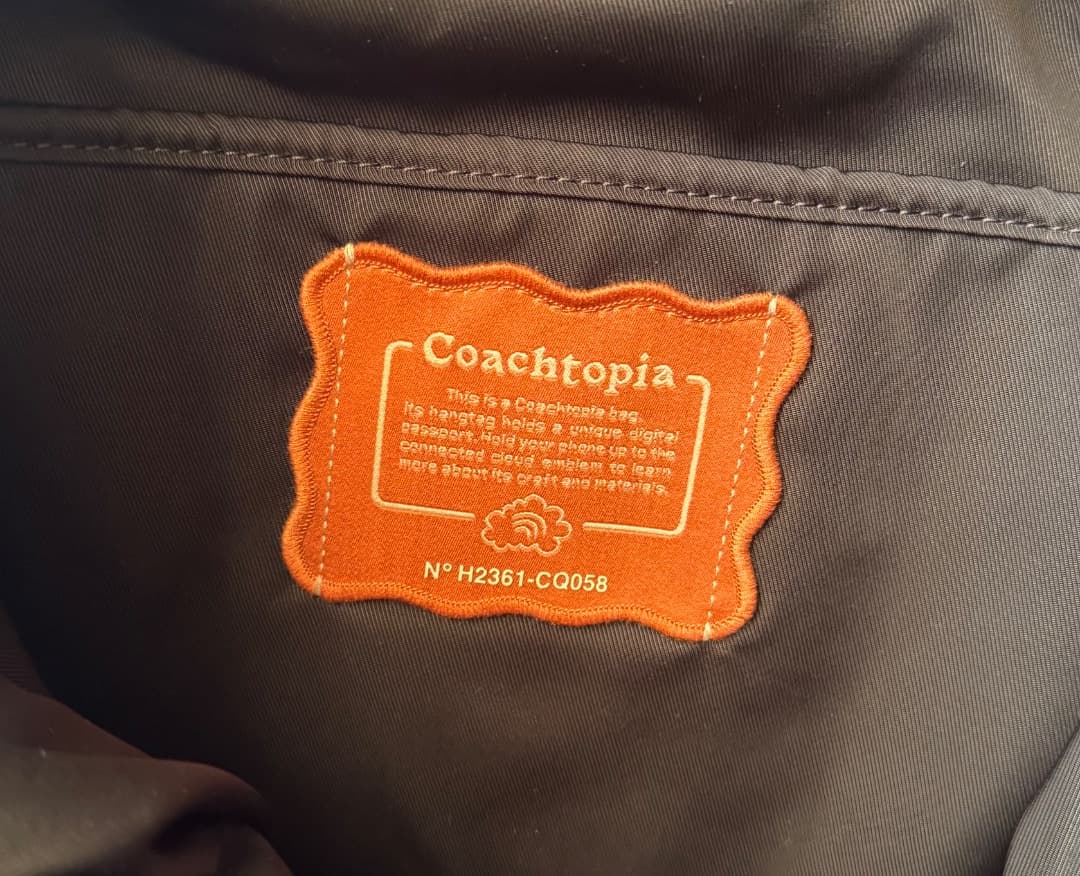 Coachtopia
This is a Coachtopia bag.
Its hangtag holds a unique digital
passport. Hold your phone up to the
connected cloud emblem to learn
more about its craft and materials.
N° H2361-CQ058